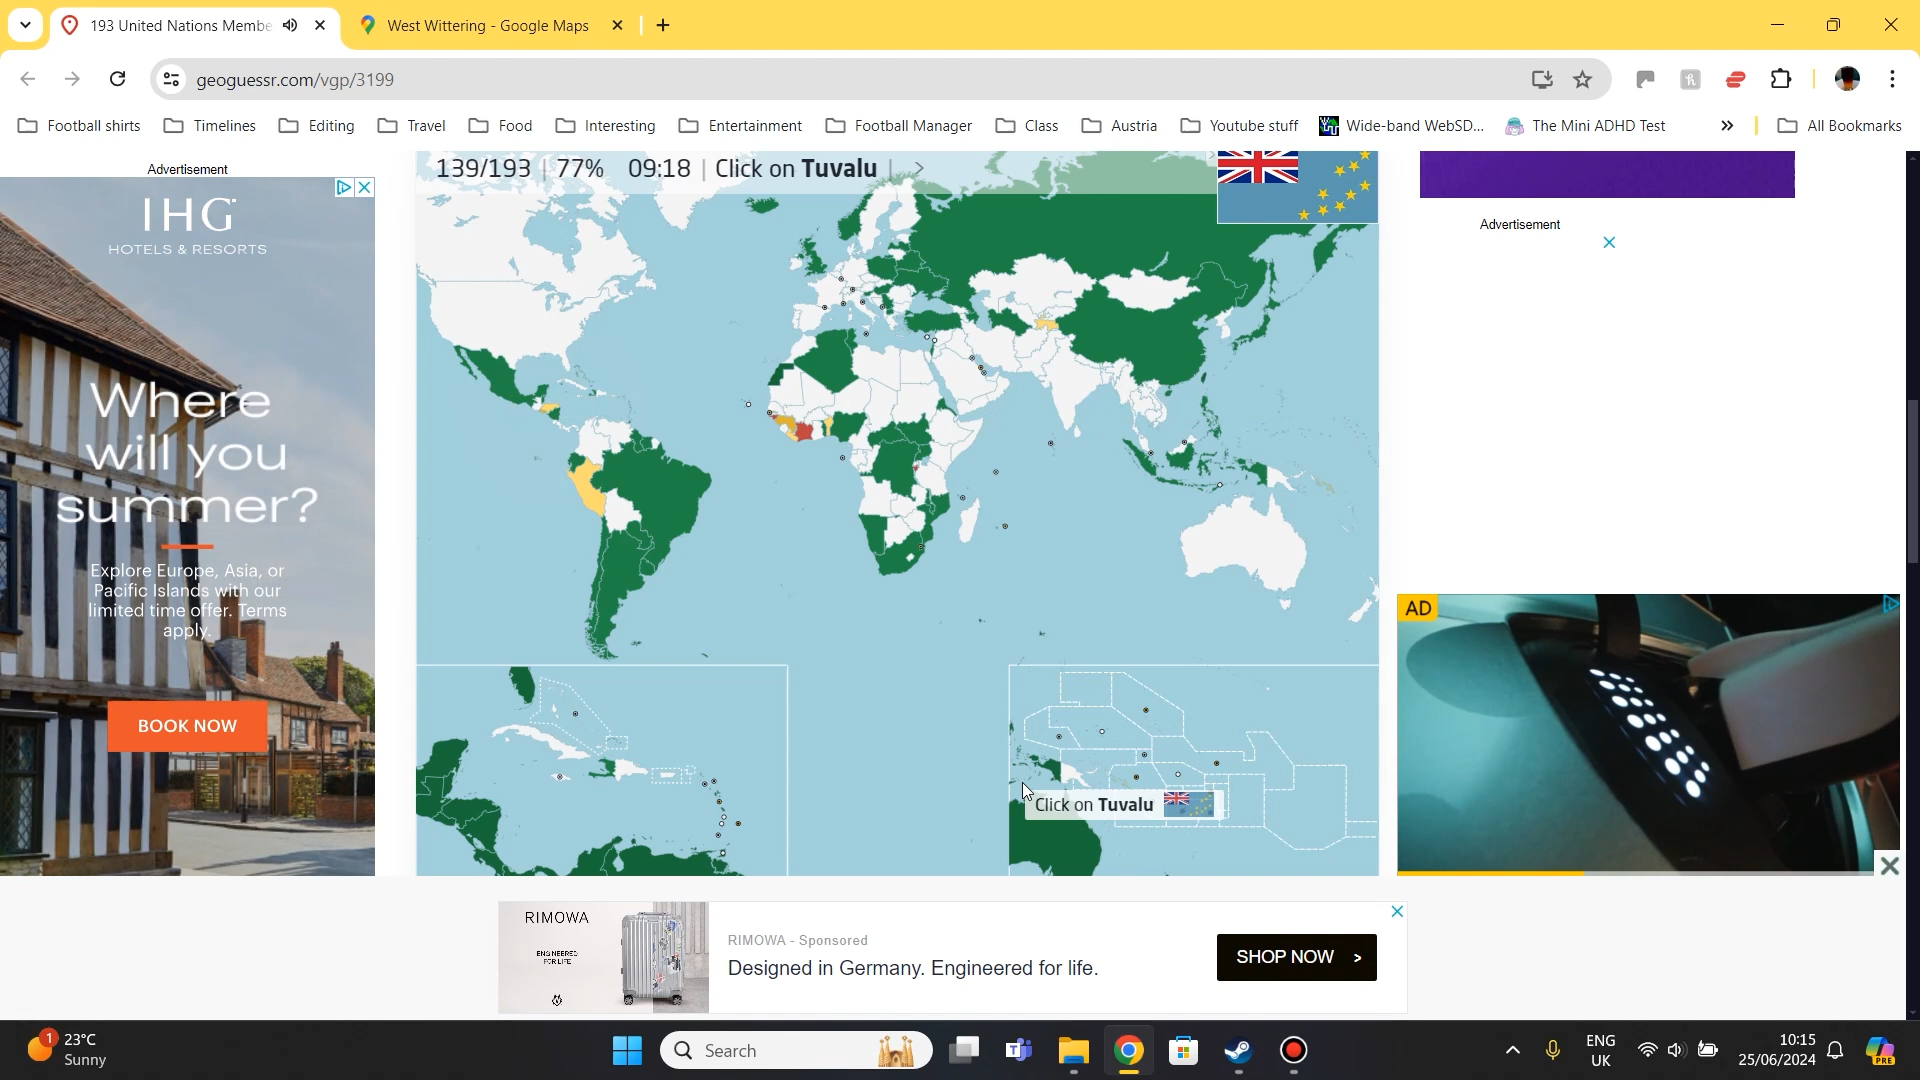 193 United Nations Membe
West Wittering - Google Maps
geoguessr.com/vgp/3199
Football shirts
Timelines
Editing
Travel
Food
Interesting
Entertainment
Football Manager
Class
Austria
Youtube stuff
Wide-band WebSD...
The Mini ADHD Test
All Bookmarks
Advertisement
IHG
HOTELS & RESORTS
Where
will you
summer?
Explore Europe, Asia, or
Pacific Islands with our
limited time offer. Terms
apply.
BOOK NOW
139/193 | 77% 09:18 | Click on Tuvalu |
Click on Tuvalu
Advertisement
AD
RIMOWA
ENGINEERED
FOR LIFE
RIMOWA - Sponsored
Designed in Germany. Engineered for life.
SHOP NOW >
1
23°C
Sunny
Search
ENG
UK
10:15
25/06/2024
PRE